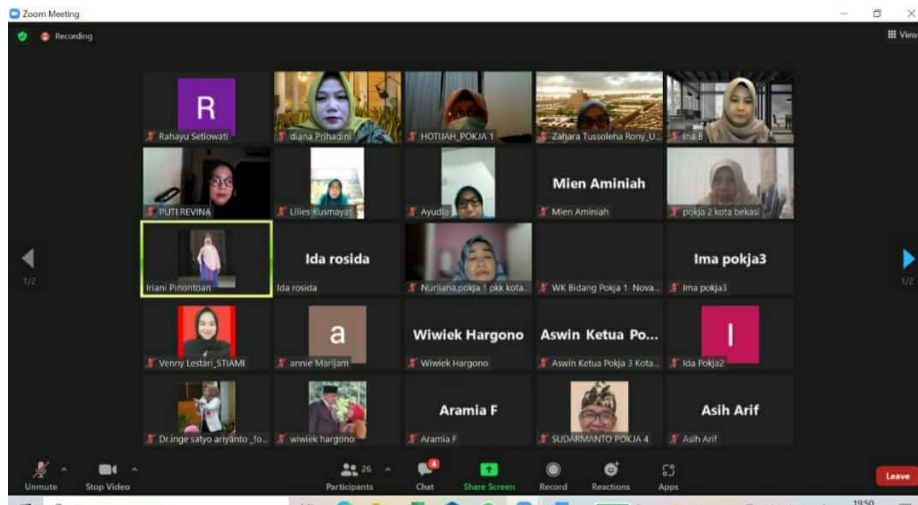 Zoom Meeting
Recording
View
R
Rahayu Setiowati
diana Prihadini
HOTIJAH_POKJA 1
Zahara Tussoleha Rony_U...
Ina B
PUTI REVINA
Lilies Kusmayati
Ayudia
Mien Aminiah
Mien Aminiah
pokja 2 kota bekasi
1/2
Iriani Pinontoan
Ida rosida
Ida rosida
Nurliana,pokja 1 pkk kota...
WK Bidang Pokja 1 Nova...
Ima pokja3
Ima pokja3
1/2
Venny Lestari_STIAMI
a
annie Marijam
Wiwiek Hargono
Wiwiek Hargono
Aswin Ketua Po...
Aswin Ketua Pokja 3 Kota...
I
Ida Pokja2
Dr.inge satyo ariyanto _fo...
wiwiek hargono
Aramia F
Aramia F
SUDARMANTO POKJA 4
Asih Arif
Asih Arif
Unmute
Stop Video
26
Participants
4
Chat
Share Screen
Record
Reactions
Apps
Leave
19:50